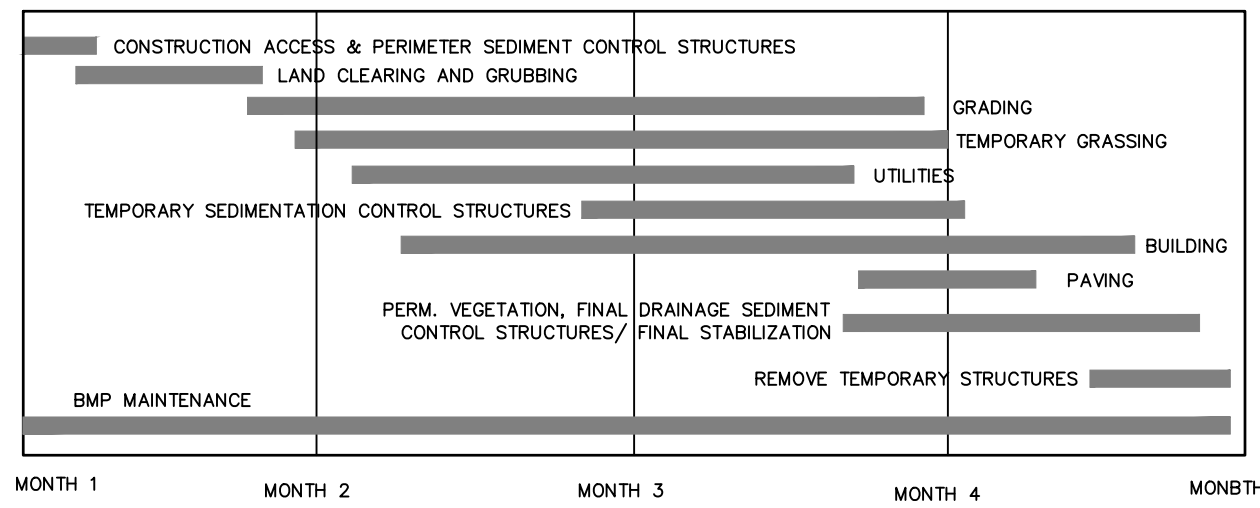 CONSTRUCTION ACCESS & PERIMETER SEDIMENT CONTROL STRUCTURES
LAND CLEARING AND GRUBBING
GRADING
TEMPORARY GRASSING
UTILITIES
TEMPORARY SEDIMENTATION CONTROL STRUCTURES
BUILDING
PAVING
PERM. VEGETATION, FINAL DRAINAGE SEDIMENT
CONTROL STRUCTURES/ FINAL STABILIZATION
REMOVE TEMPORARY STRUCTURES
BMP MAINTENANCE
MONTH 1
MONTH 2
MONTH 3
MONTH 4
MONBTH